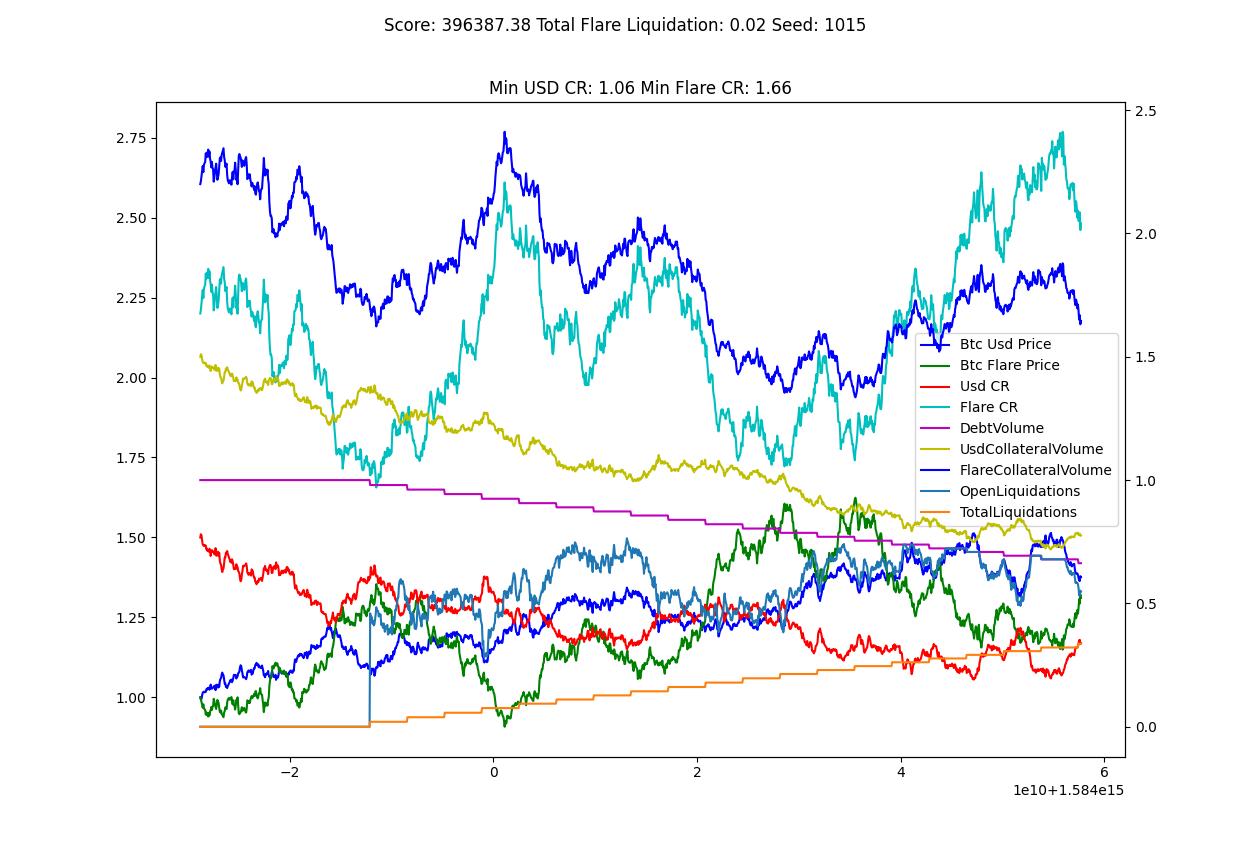 Score: 396387.38 Total Flare Liquidation: 0.02 Seed: 1015
Min USD CR: 1.06 Min Flare CR: 1.66
2.75
2.50
2.25
2.00
1.75
1.50
1.25
1.00
2.5
2.0
1.5
1.0
0.5
0.0
Btc Usd Price
Btc Flare Price
Usd CR
Flare CR
DebtVolume
UsdCollateralVolume
FlareCollateralVolume
OpenLiquidations
TotalLiquidations
−2 0 2 4 6
1e10+1.584e15